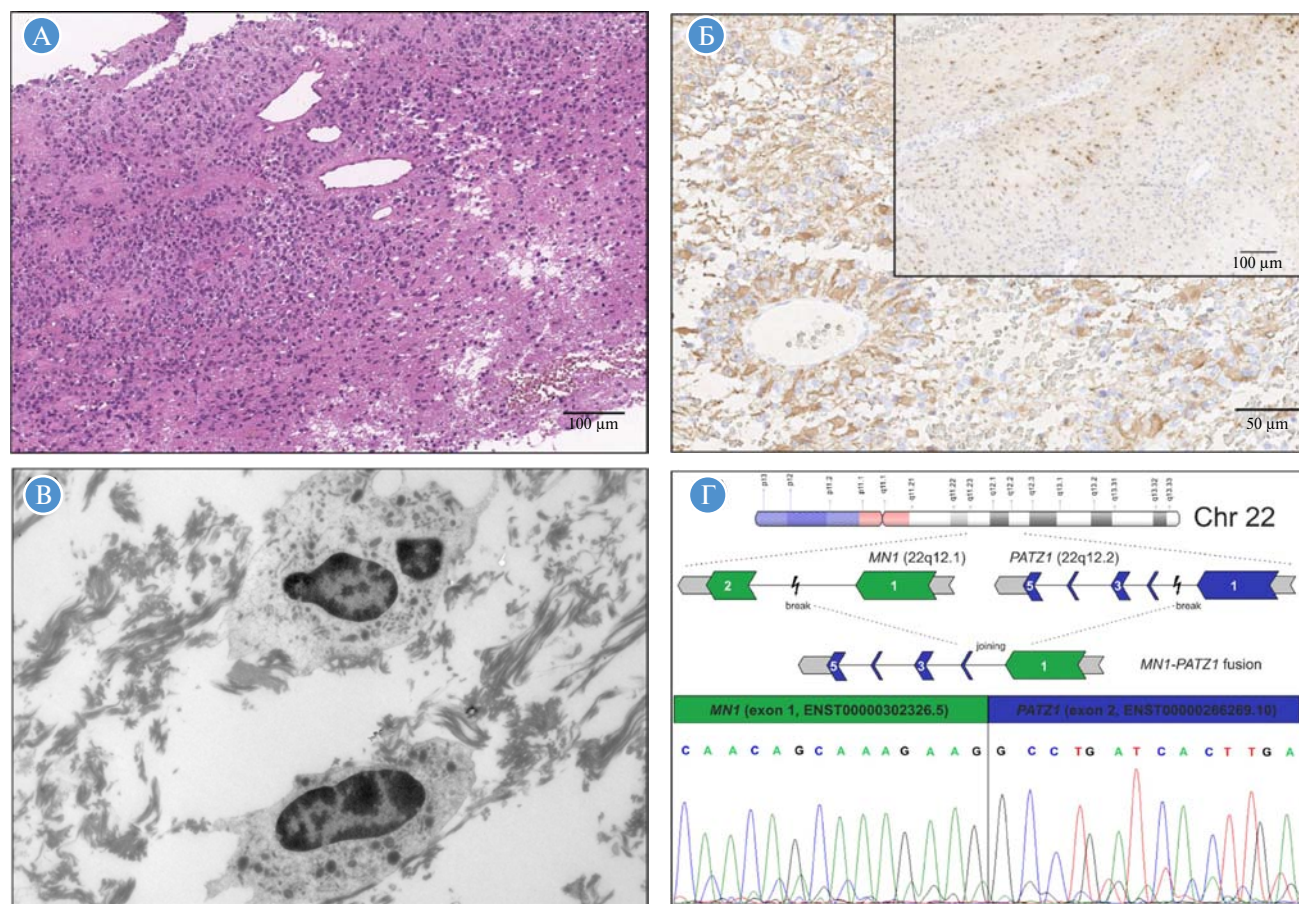 А
100 µm
Б
100 µm
50 µm
В
Г
p13
p12
p11.2
p11.1
q11.1
q11.21
q11.22
q11.23
q12.1
q12.2
q12.3
q13.1
q13.2
q13.31
q13.32
q13.33
Chr 22
MN1 (22q12.1) PATZ1 (22q12.2)
2 1 5 3 1
break break
joining
5 3 1 MN1-PATZ1 fusion
MN1 (exon 1, ENST00000302326.5) PATZ1 (exon 2, ENST00000266269.10)
C A A C A G C A A A G A A G G C C T G A T C A C T T G A